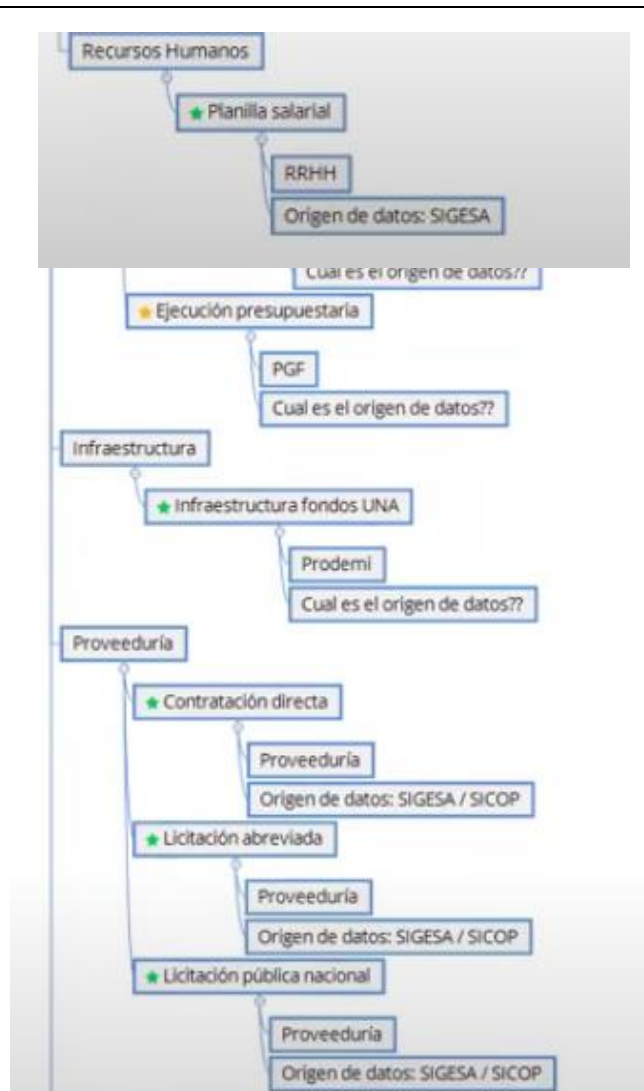 Recursos Humanos
Planilla salarial
RRHH
Origen de datos: SIGESA
Cual es el origen de datos??
Ejecución presupuestaria
PGF
Cual es el origen de datos??
Infraestructura
Infraestructura fondos UNA
Prodemi
Cual es el origen de datos??
Proveeduría
Contratación directa
Proveeduría
Origen de datos: SIGESA / SICOP
Licitación abreviada
Proveeduría
Origen de datos: SIGESA / SICOP
Licitación pública nacional
Proveeduría
Origen de datos: SIGESA / SICOP